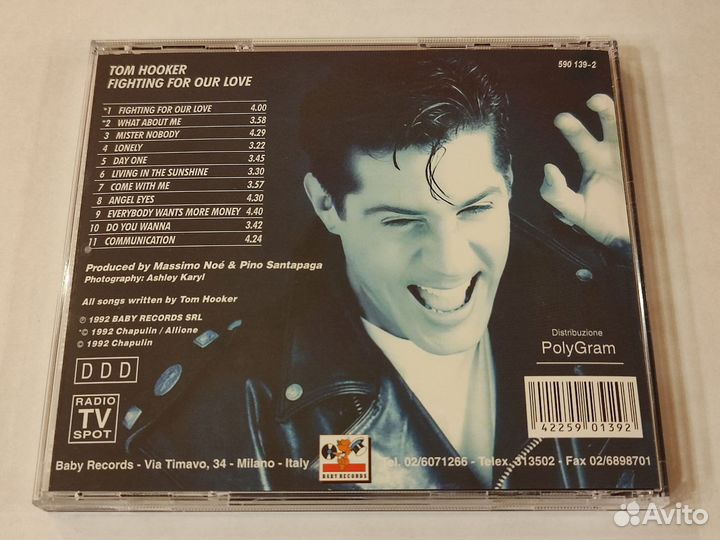 TOM HOOKER
FIGHTING FOR OUR LOVE
590 139-2
*1 FIGHTING FOR OUR LOVE 4.00
*2 WHAT ABOUT ME 3.58
3 MISTER NOBODY 4.29
4 LONELY 3.22
5 DAY ONE 3.45
6 LIVING IN THE SUNSHINE 3.30
7 COME WITH ME 3.57
8 ANGEL EYES 4.30
9 EVERYBODY WANTS MORE MONEY 4.40
10 DO YOU WANNA 3.42
11 COMMUNICATION 4.24
Produced by Massimo Noé & Pino Santapaga
Photography: Ashley Karyl
All songs written by Tom Hooker
℗ 1992 BABY RECORDS SRL
*© 1992 Chapulin / Allione
© 1992 Chapulin
DDD
RADIO
TV
SPOT
Distribuzione
PolyGram
42259 01392
Baby Records - Via Timavo, 34 - Milano - Italy
BABY RECORDS
Tel. 02/6071266 - Telex. 313502 - Fax 02/6898701
Avito